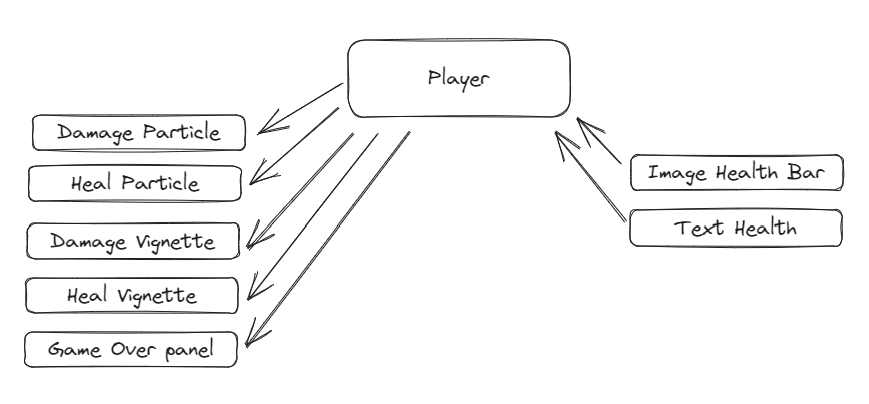 Player
Damage Particle
Heal Particle
Damage Vignette
Heal Vignette
Game Over panel
Image Health Bar
Text Health